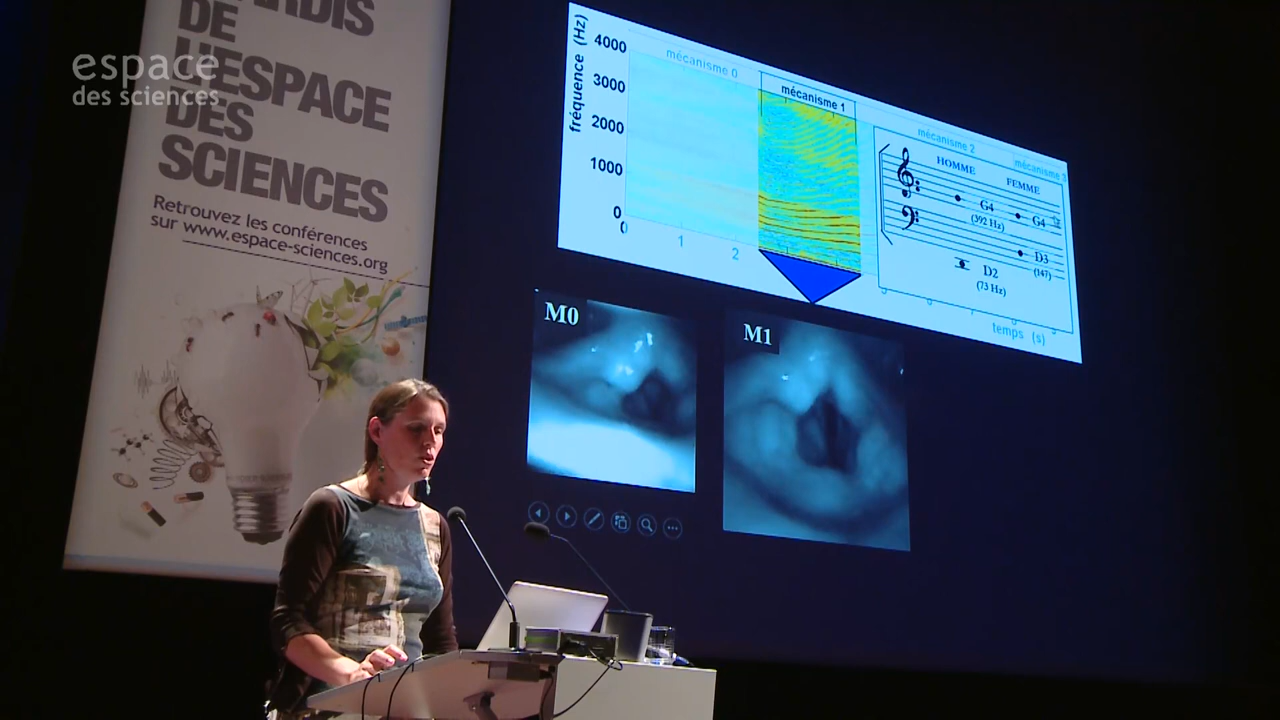 ARDIS
DE
L'ESPACE
DES
SCIENCES
Retrouvez les conférences
sur www.espace-sciences.org
espace
des sciences
fréquence (Hz)
4000
3000
2000
1000
0
0
1
2
mécanisme 0
mécanisme 1
mécanisme 2
mécanisme 3
HOMME
FEMME
G4
(392 Hz)
G4
D3
(147)
D2
(73 Hz)
temps (s)
M0
M1